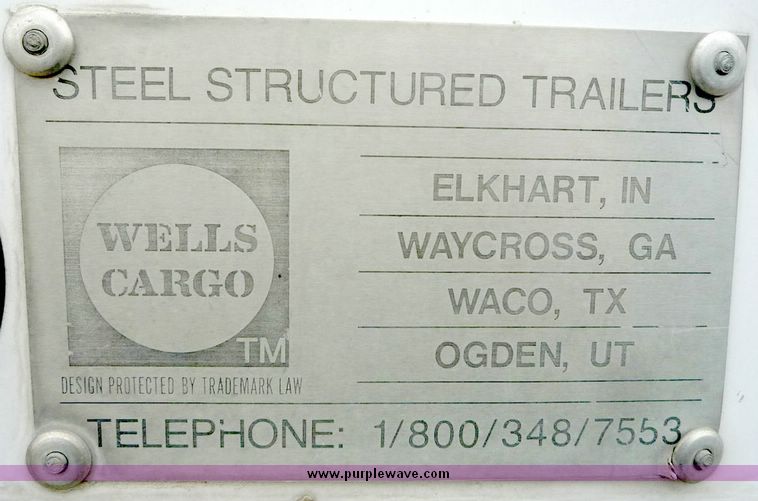 STEEL STRUCTURED TRAILERS
WELLS
CARGO
TM
DESIGN PROTECTED BY TRADEMARK LAW
ELKHART, IN
WAYCROSS, GA
WACO, TX
OGDEN, UT
TELEPHONE: 1/800/348/7553
www.purplewave.com